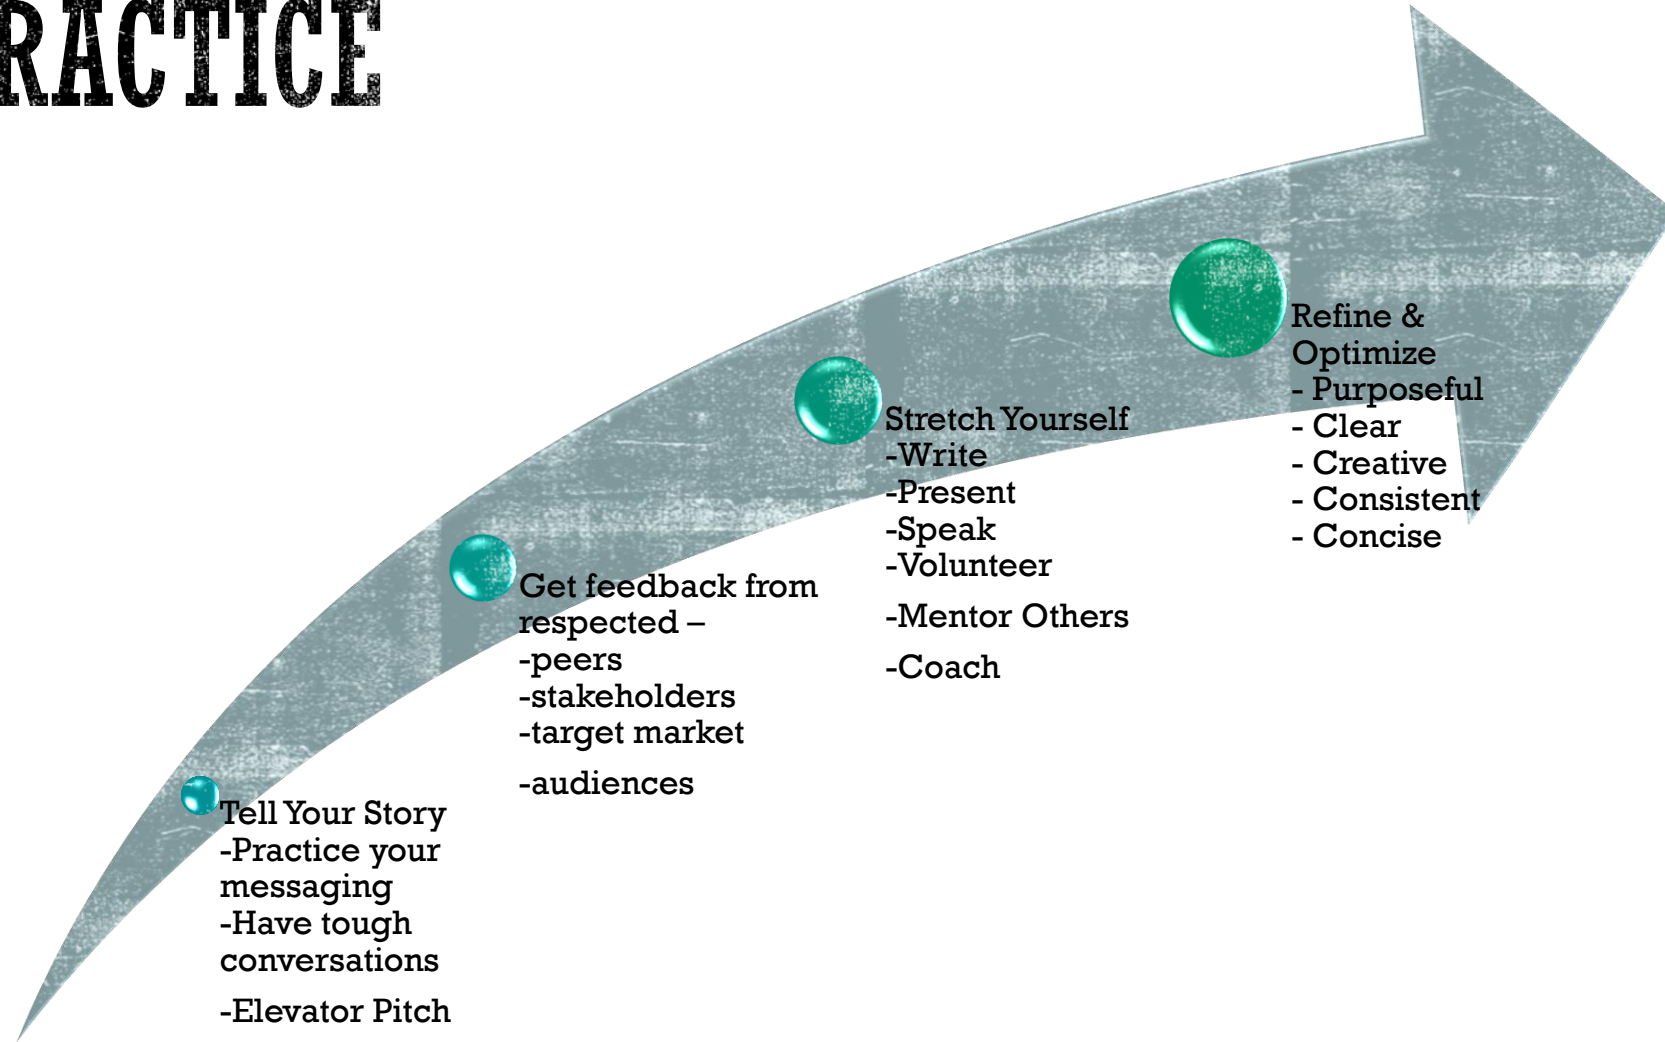 RACTICE
Tell Your Story
-Practice your
messaging
-Have tough
conversations
-Elevator Pitch
Get feedback from
respected –
-peers
-stakeholders
-target market
-audiences
Stretch Yourself
-Write
-Present
-Speak
-Volunteer
-Mentor Others
-Coach
Refine &
Optimize
- Purposeful
- Clear
- Creative
- Consistent
- Concise